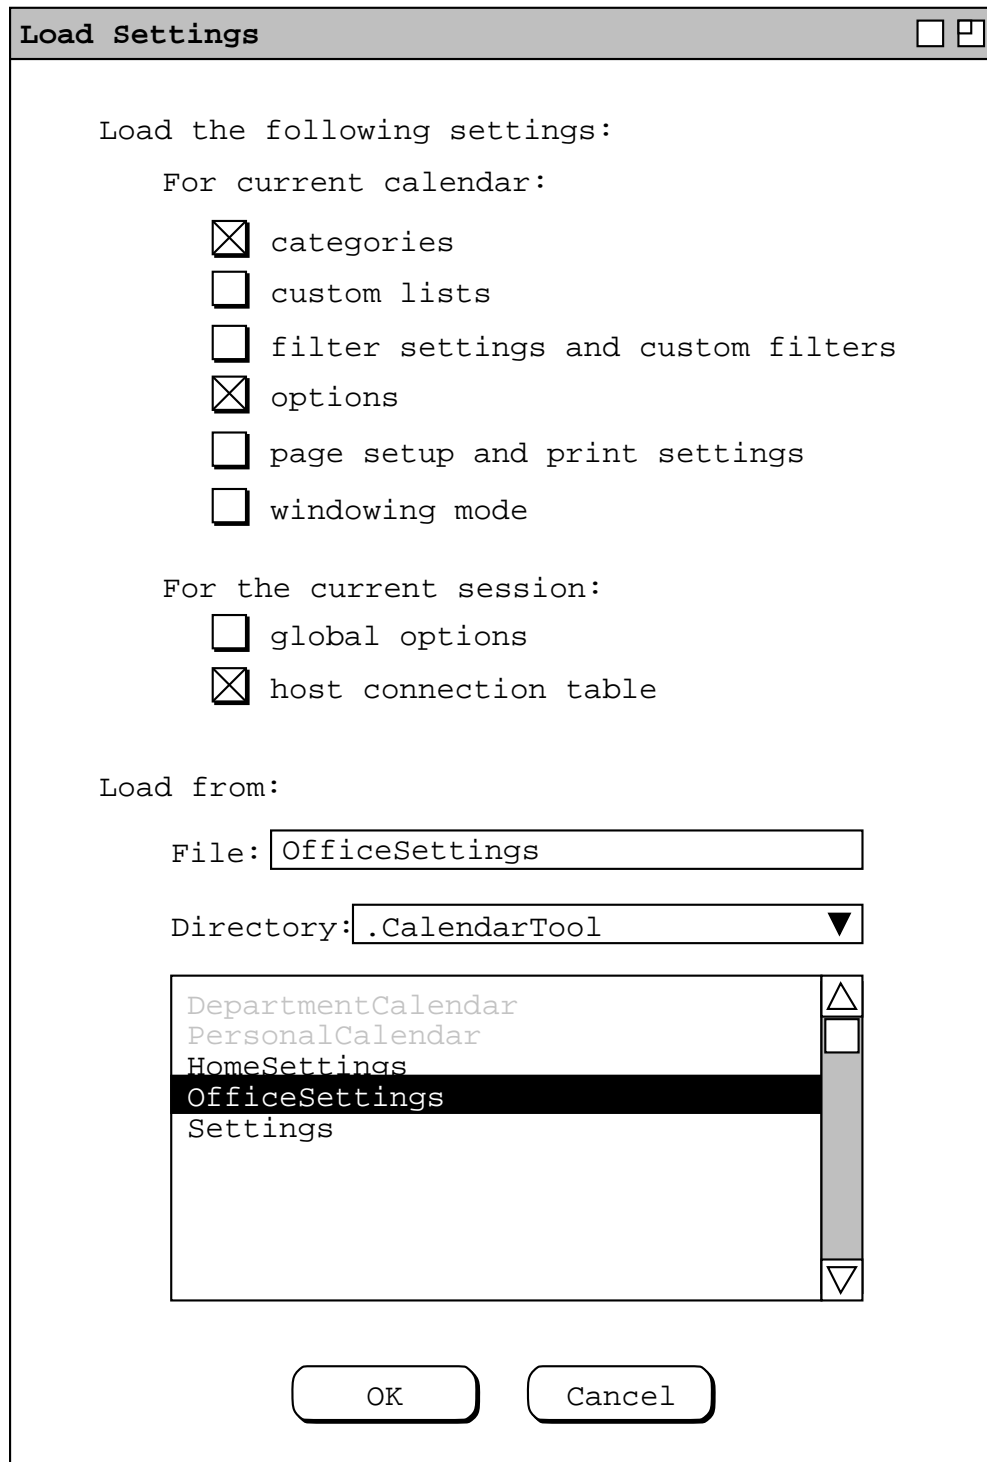 Load Settings
Load the following settings:
For current calendar:
categories
custom lists
filter settings and custom filters
options
page setup and print settings
windowing mode
For the current session:
global options
host connection table
Load from:
File: OfficeSettings
Directory: .CalendarTool
DepartmentCalendar
PersonalCalendar
HomeSettings
OfficeSettings
Settings
OK Cancel